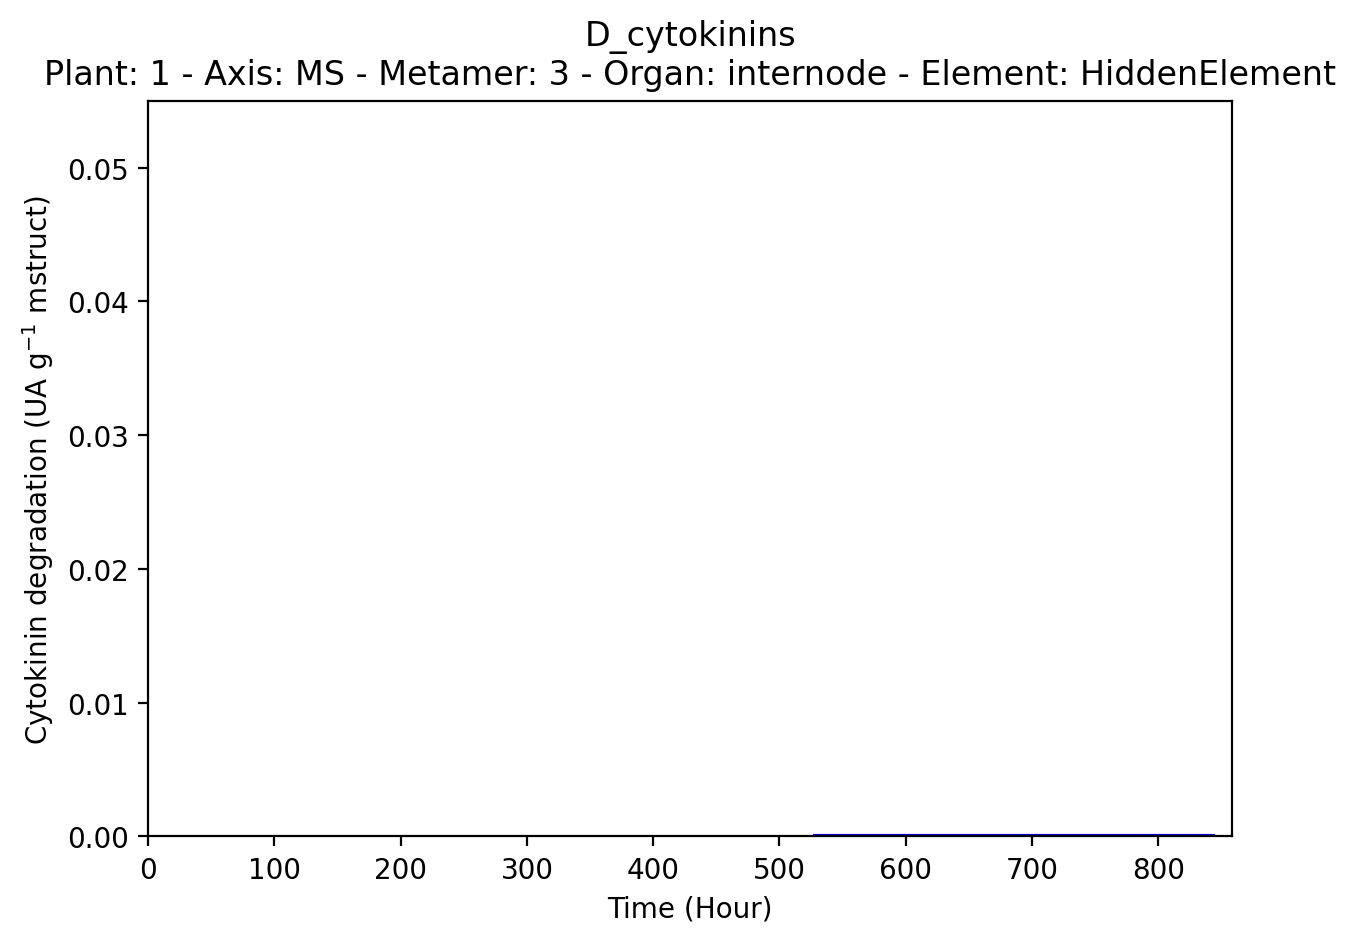 D_cytokinins
Plant: 1 - Axis: MS - Metamer: 3 - Organ: internode - Element: HiddenElement
Cytokinin degradation (UA g⁻¹ mstruct)
0.05
0.04
0.03
0.02
0.01
0.00
0 100 200 300 400 500 600 700 800
Time (Hour)